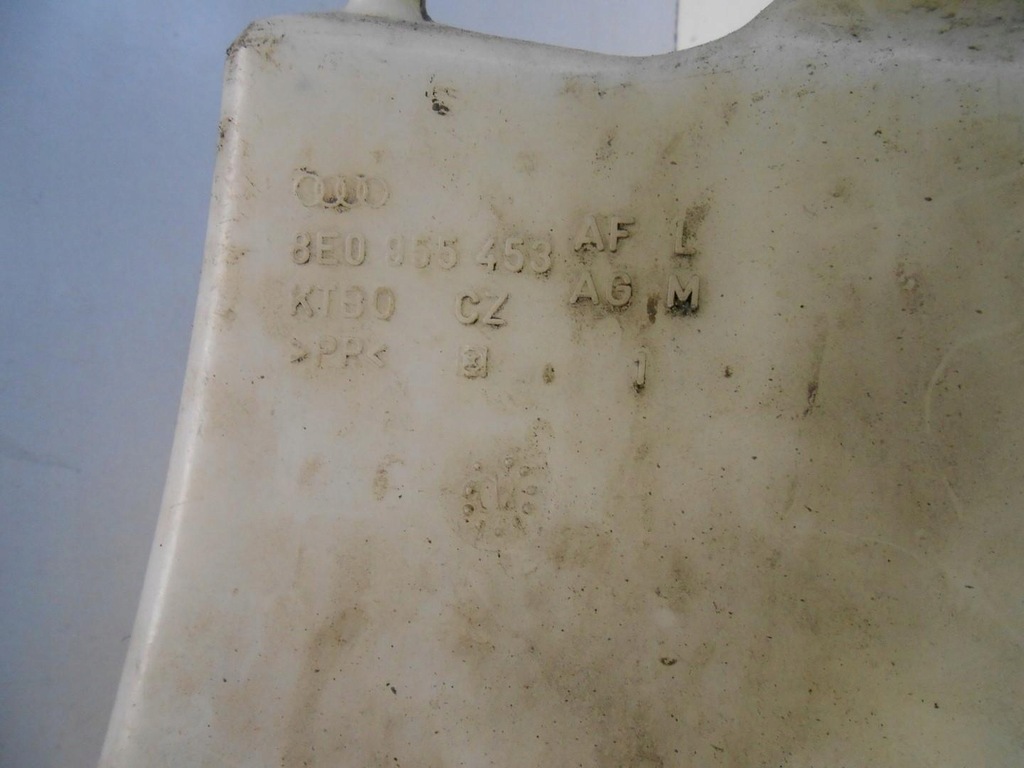 8E0 955 453 AF L
AG M
KTBO CZ
>PP<
3 . 1